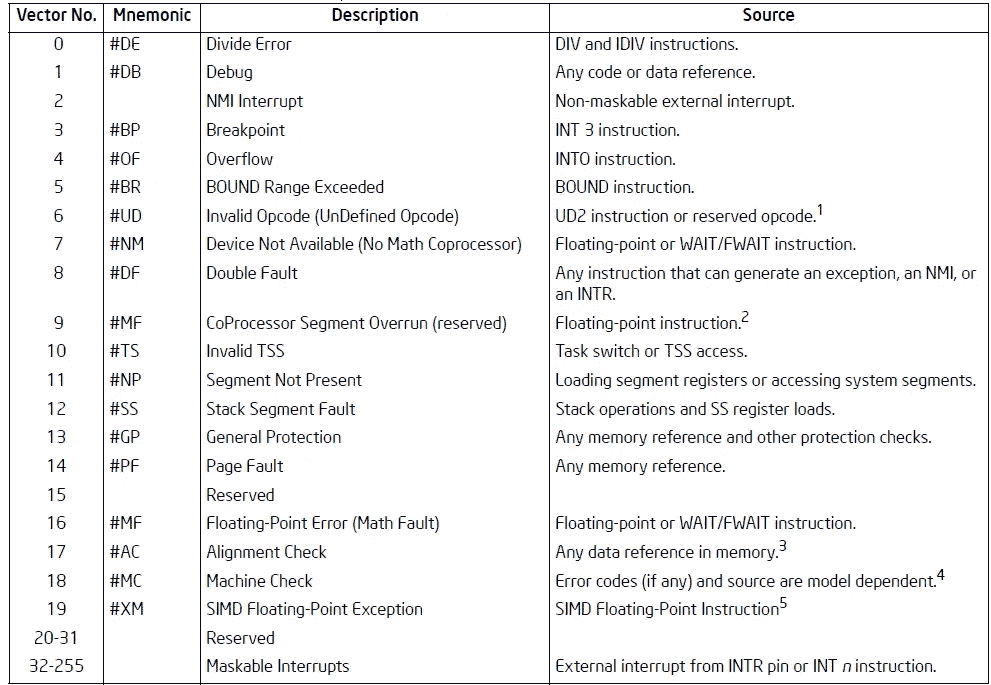 Vector No. Mnemonic Description Source
0 #DE Divide Error DIV and IDIV instructions.
1 #DB Debug Any code or data reference.
2 NMI Interrupt Non-maskable external interrupt.
3 #BP Breakpoint INT 3 instruction.
4 #OF Overflow INTO instruction.
5 #BR BOUND Range Exceeded BOUND instruction.
6 #UD Invalid Opcode (UnDefined Opcode) UD2 instruction or reserved opcode.1
7 #NM Device Not Available (No Math Coprocessor) Floating-point or WAIT/FWAIT instruction.
8 #DF Double Fault Any instruction that can generate an exception, an NMI, or
an INTR.
9 #MF CoProcessor Segment Overrun (reserved) Floating-point instruction.2
10 #TS Invalid TSS Task switch or TSS access.
11 #NP Segment Not Present Loading segment registers or accessing system segments.
12 #SS Stack Segment Fault Stack operations and SS register loads.
13 #GP General Protection Any memory reference and other protection checks.
14 #PF Page Fault Any memory reference.
15 Reserved
16 #MF Floating-Point Error (Math Fault) Floating-point or WAIT/FWAIT instruction.
17 #AC Alignment Check Any data reference in memory.3
18 #MC Machine Check Error codes (if any) and source are model dependent.4
19 #XM SIMD Floating-Point Exception SIMD Floating-Point Instruction5
20-31 Reserved
32-255 Maskable Interrupts External interrupt from INTR pin or INT n instruction.